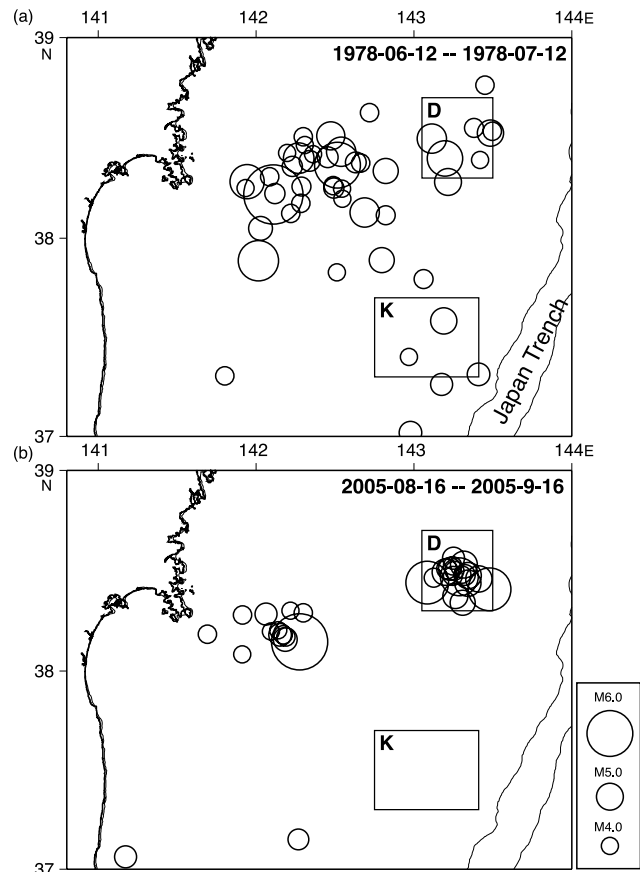 (a)
141 142 143 144E
39
N
1978-06-12 -- 1978-07-12
D
38
K
Japan Trench
37
141 142 143 144E
(b)
39
N
2005-08-16 -- 2005-9-16
D
38
K
37
M6.0
M5.0
M4.0